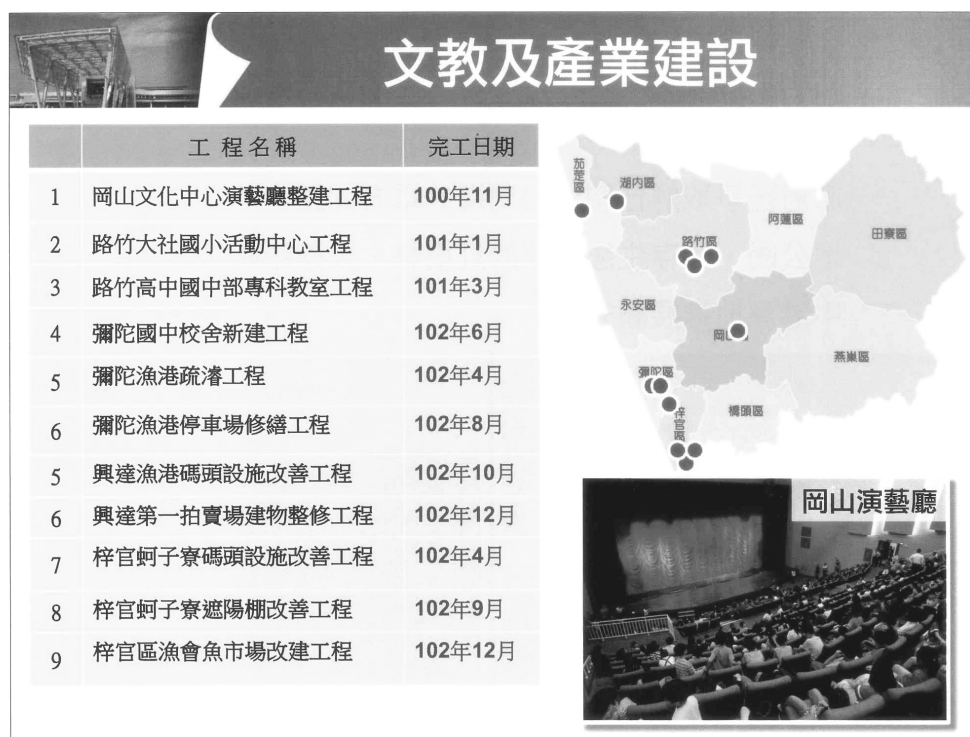 文教及產業建設
工程名稱 完工日期
1 岡山文化中心演藝廳整建工程 100年11月
2 路竹大社國小活動中心工程 101年1月
3 路竹高中國中部專科教室工程 101年3月
4 彌陀國中校舍新建工程 102年6月
5 彌陀漁港疏濬工程 102年4月
6 彌陀漁港停車場修繕工程 102年8月
5 興達漁港碼頭設施改善工程 102年10月
6 興達第一拍賣場建物整修工程 102年12月
7 梓官蚵子寮碼頭設施改善工程 102年4月
8 梓官蚵子寮遮陽棚改善工程 102年9月
9 梓官區漁會魚市場改建工程 102年12月
茄萣區
湖內區
阿蓮區
田寮區
路竹區
永安區
岡山
燕巢區
彌陀區
橋頭區
梓官區
岡山演藝廳